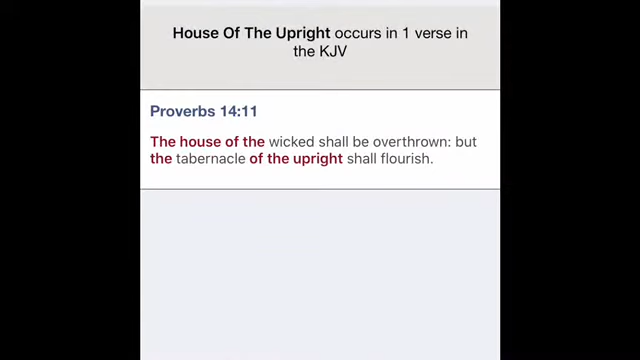 House Of The Upright occurs in 1 verse in
the KJV
Proverbs 14:11
The house of the wicked shall be overthrown: but
the tabernacle of the upright shall flourish.